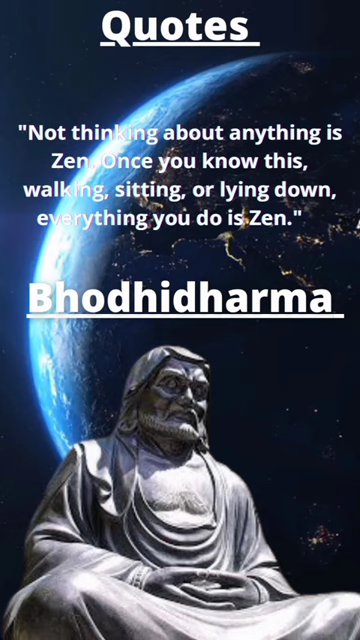 Quotes
"Not thinking about anything is
Zen. Once you know this,
walking, sitting, or lying down,
everything you do is Zen."
Bhodhidharma